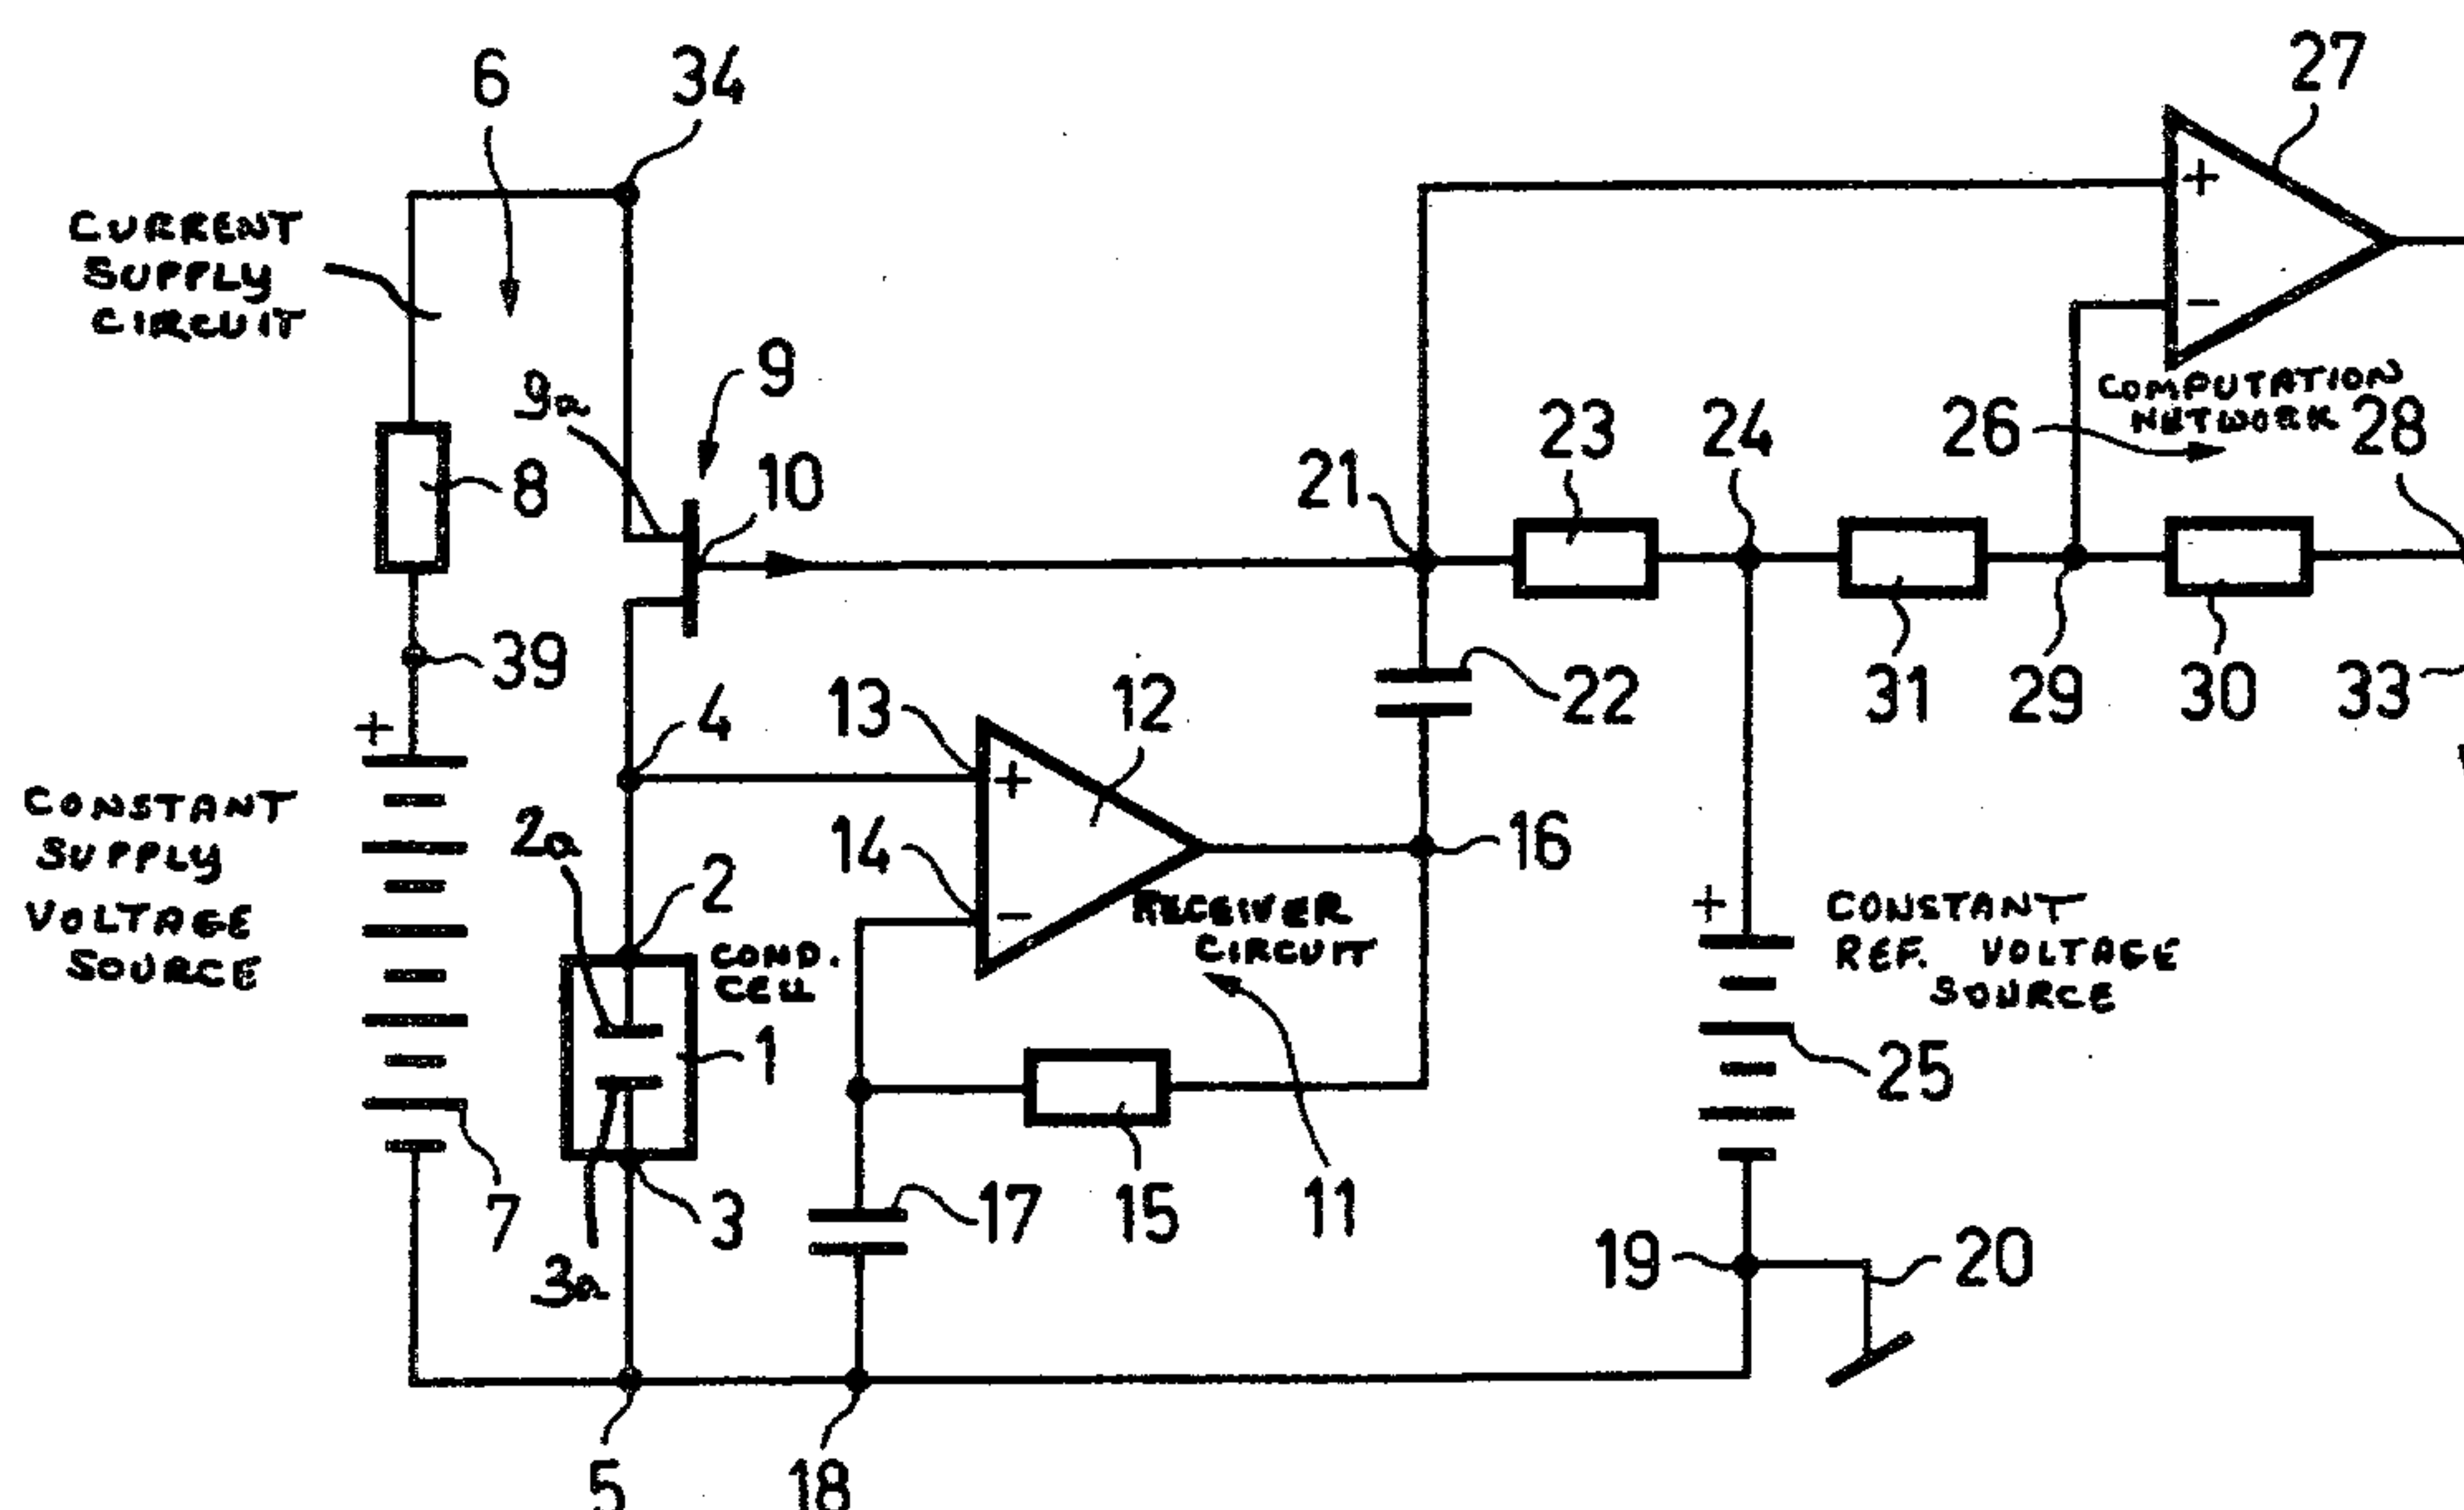 6
34
27
CURRENT
SUPPLY
CIRCUIT
+
-
9
9a
10
8
COMPUTATION
NETWORK
26
28
21
23
24
39
31
29
30
33
22
+
4
13
12
+
14
-
16
CONSTANT
SUPPLY
VOLTAGE
SOURCE
2a
2
COND.
CELL
1
RECEIVER
CIRCUIT
+
CONSTANT
REF. VOLTAGE
SOURCE
25
7
3
3a
17
15
11
19
20
5
18